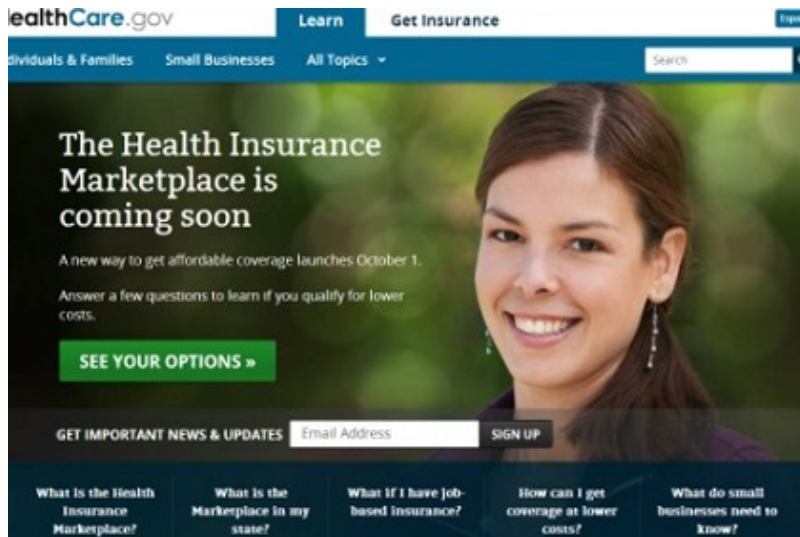 ealthCare.gov
Learn
Get Insurance
dividuals & Families
Small Businesses
All Topics
Search
The Health Insurance
Marketplace is
coming soon
A new way to get affordable coverage launches October 1.
Answer a few questions to learn if you qualify for lower
costs.
SEE YOUR OPTIONS »
GET IMPORTANT NEWS & UPDATES
Email Address
SIGN UP
What is the Health
Insurance
Marketplace?
What is the
Marketplace in my
state?
What if I have job-
based insurance?
How can I get
coverage at lower
costs?
What do small
businesses need to
know?